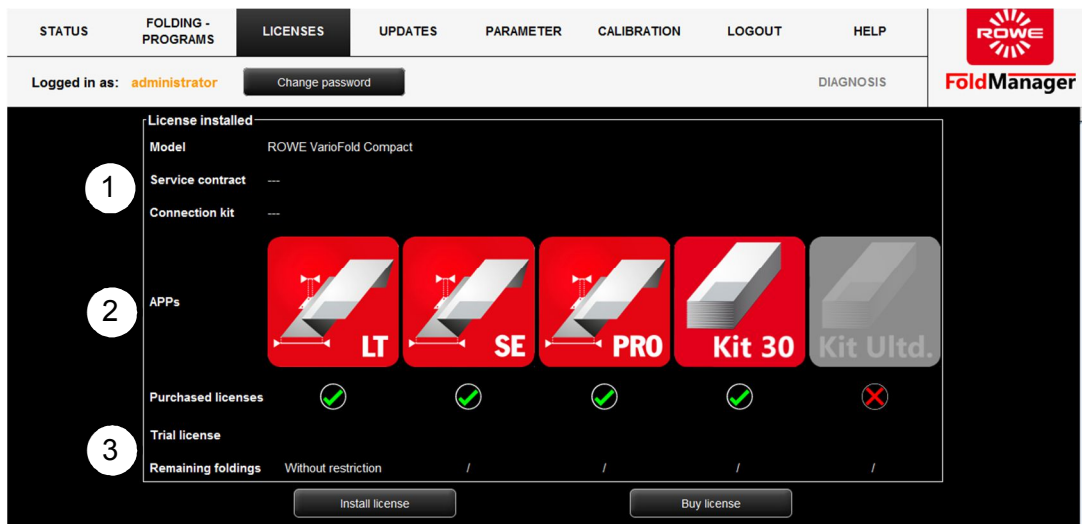 STATUS
FOLDING -
PROGRAMS
LICENSES
UPDATES
PARAMETER
CALIBRATION
LOGOUT
HELP
ROWE
FoldManager
Logged in as: administrator
Change password
DIAGNOSIS
License installed
Model ROWE VarioFold Compact
1
Service contract ---
Connection kit ---
2
APPs
LT
SE
PRO
Kit 30
Kit Ultd.
Purchased licenses
3
Trial license
Remaining foldings Without restriction / / / /
Install license
Buy license